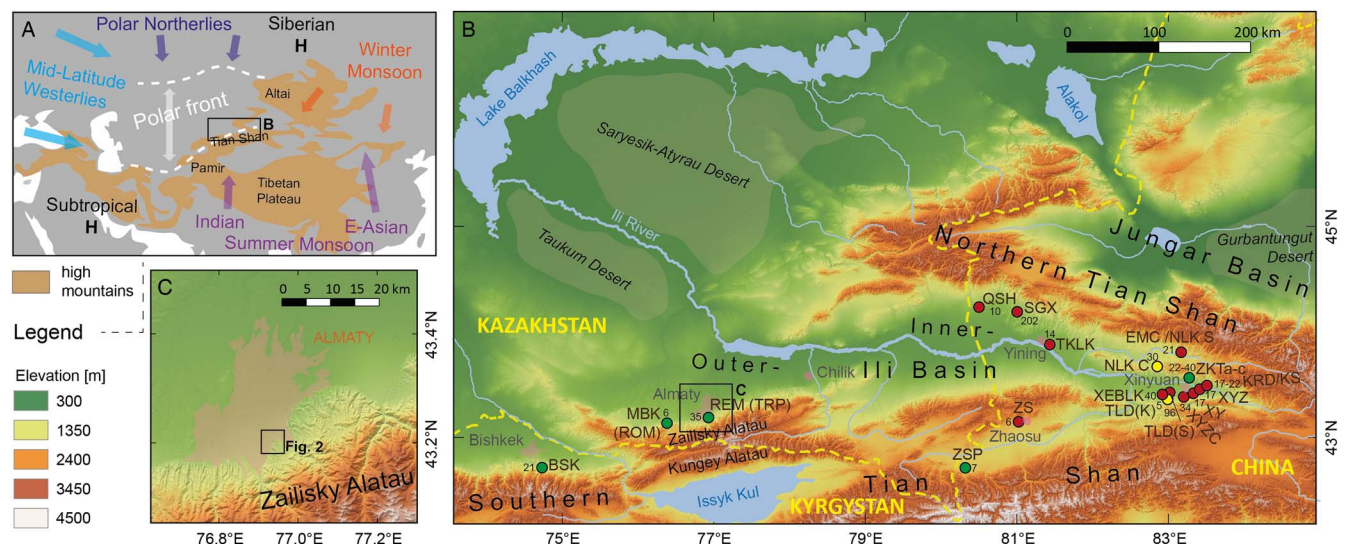 A
Polar Northerlies
Siberian
H
Winter
Monsoon
Mid-Latitude
Westerlies
Polar front
Altai
B
Tian Shan
Pamir
Tibetan
Plateau
Subtropical
H
Indian
Summer Monsoon
E-Asian
high
mountains
Legend
Elevation [m]
300
1350
2400
3450
4500
C
0 5 10 15 20 km
ALMATY
Fig. 2
Zailisky Alatau
43.4°N
43.2°N
76.8°E
77.0°E
77.2°E
B
0 100 200 km
Lake Balkhash
Alakol
Saryesik-Atyrau Desert
Ili River
Taukum Desert
45°N
Jungar Basin
Gurbantungut
Desert
Northern Tian Shan
KAZAKHSTAN
QSH
10
SGX
202
Inner-
14
TKLK
Yining
EMC /NLK S
21
Outer-
Ili Basin
Chilik
30
NLK C
22-40
ZKTa-c
Xinyuan
17-22
KRD/KS
Almaty
C
REM (TRP)
35
MBK
6
(ROM)
XEBLK
40
TLD(K)
5
96
34
17
17
XYZ
XY
XYZC
TLD(S)
Zailisky Alatau
ZS
6
Zhaosu
43°N
Bishkek
Kungey Alatau
21
BSK
ZSP
7
Southern
Tian
Shan
CHINA
Issyk Kul
KYRGYSTAN
75°E
77°E
79°E
81°E
83°E